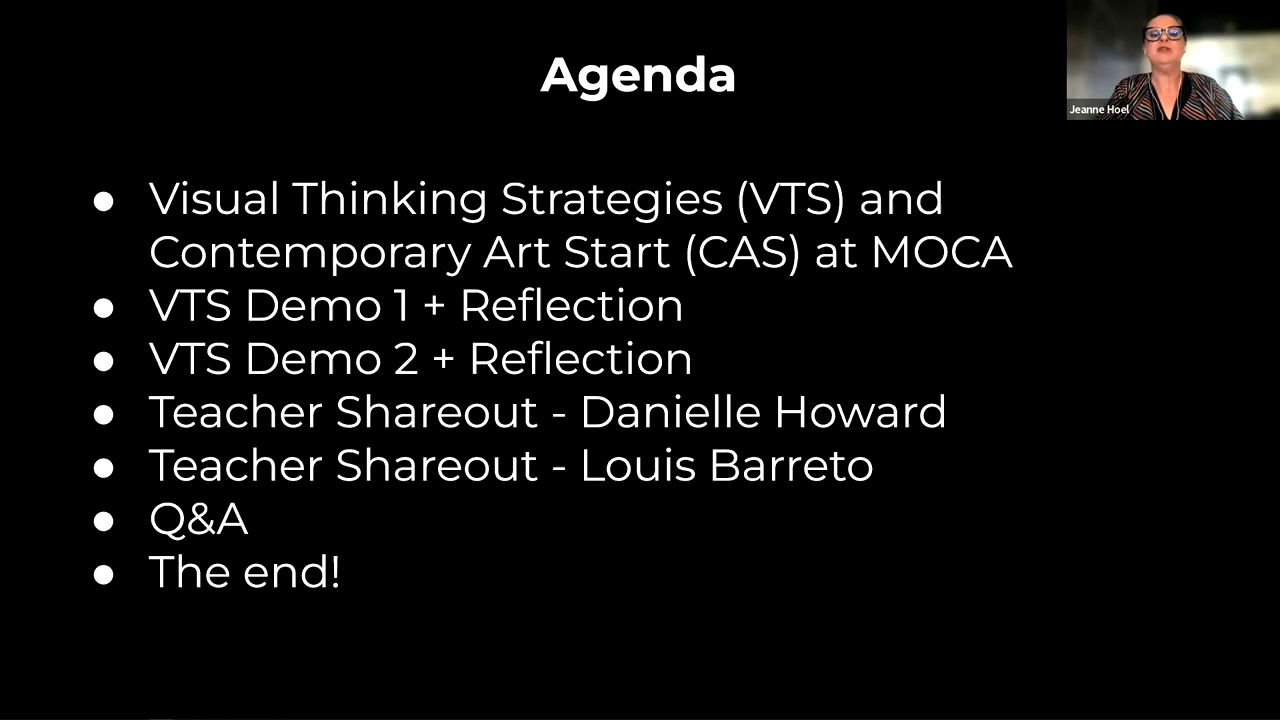 Agenda
Jeanne Hoel
● Visual Thinking Strategies (VTS) and
Contemporary Art Start (CAS) at MOCA
● VTS Demo 1 + Reflection
● VTS Demo 2 + Reflection
● Teacher Shareout - Danielle Howard
● Teacher Shareout - Louis Barreto
● Q&A
● The end!